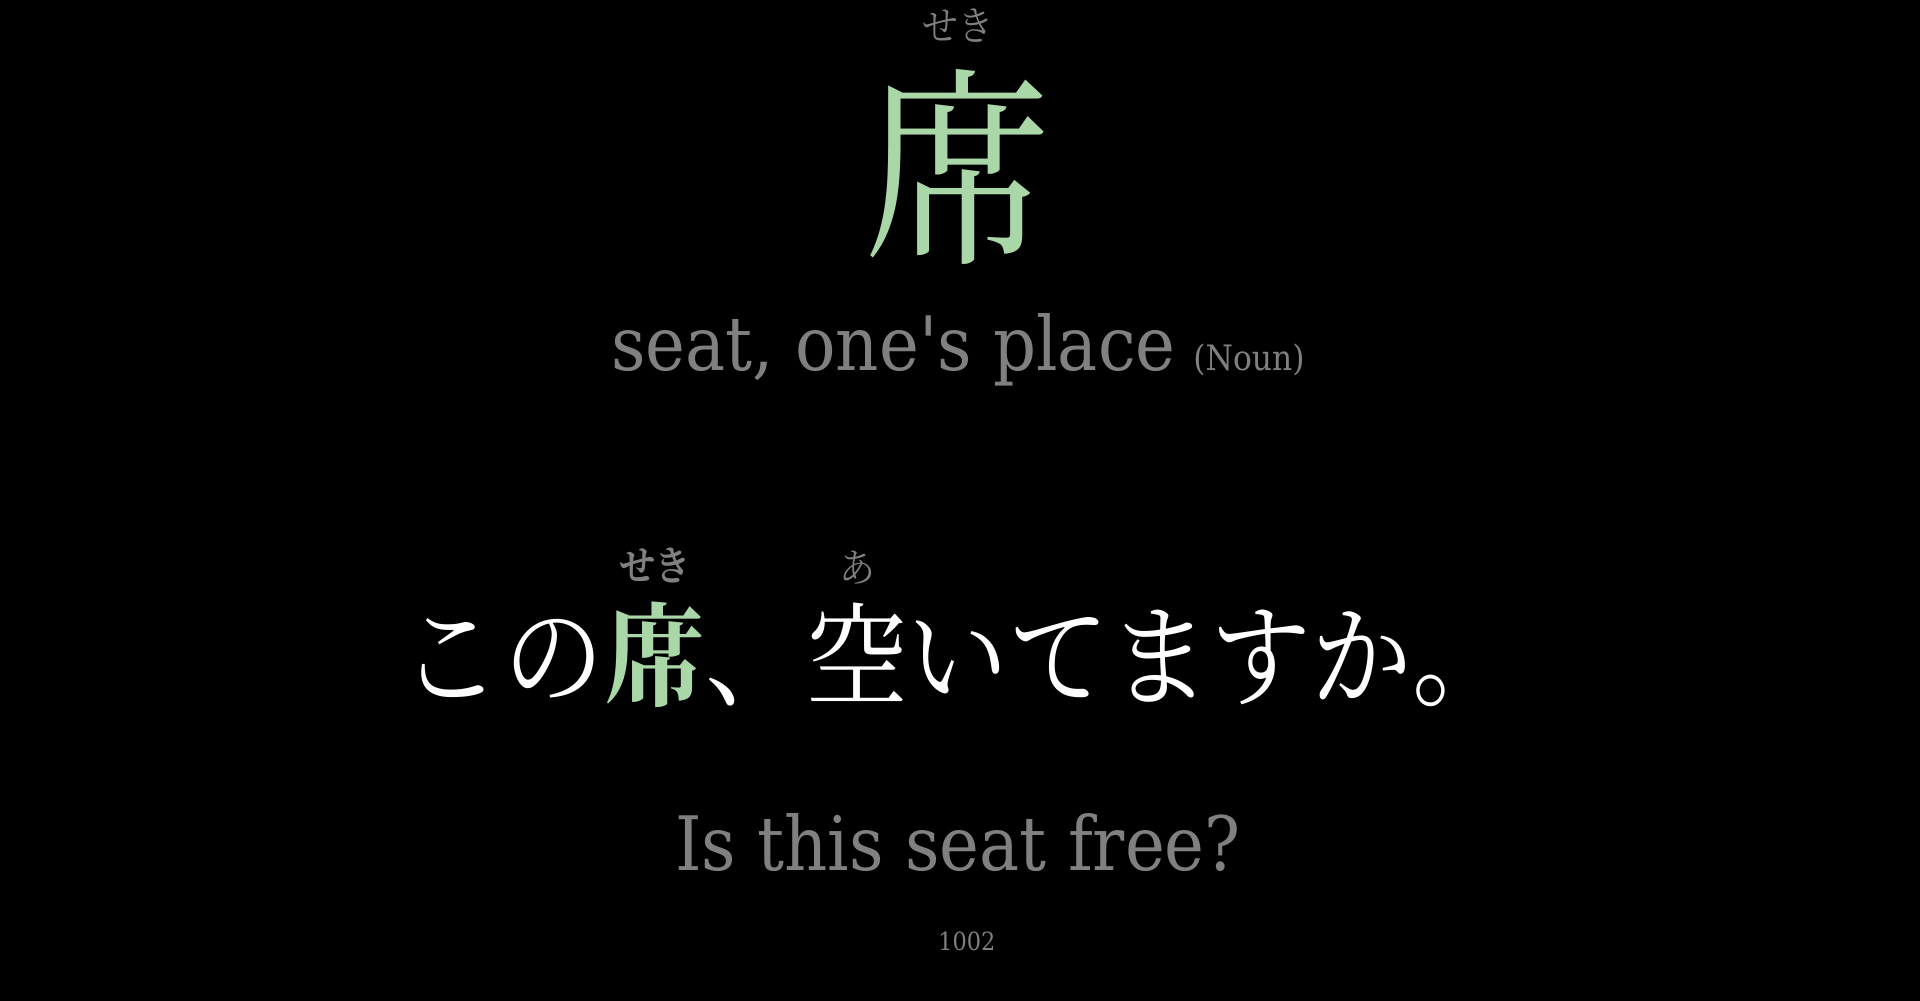 せき
席
seat, one's place (Noun)
せき あ
この席、空いてますか。
Is this seat free?
1002